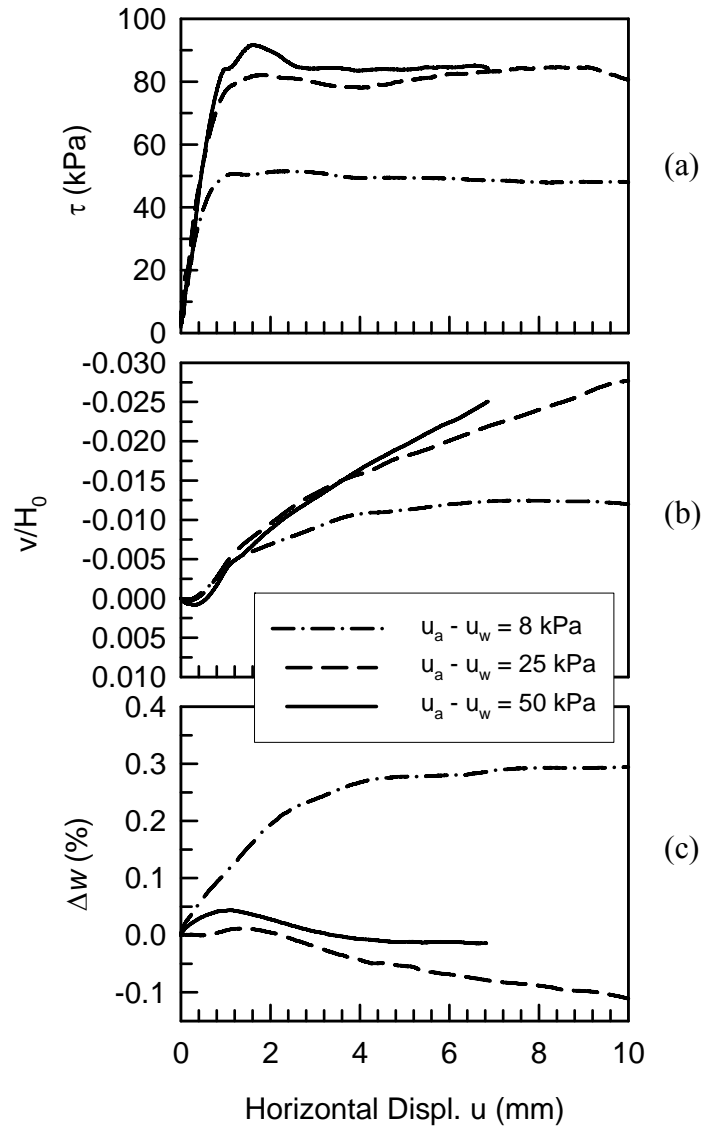 100
80
60
40
20
0
τ (kPa)
(a)
-0.030
-0.025
-0.020
-0.015
-0.010
-0.005
0.000
0.005
0.010
v/H₀
(b)
uₐ - u_w = 8 kPa
uₐ - u_w = 25 kPa
uₐ - u_w = 50 kPa
0.4
0.3
0.2
0.1
0.0
-0.1
Δw (%)
(c)
0 2 4 6 8 10
Horizontal Displ. u (mm)